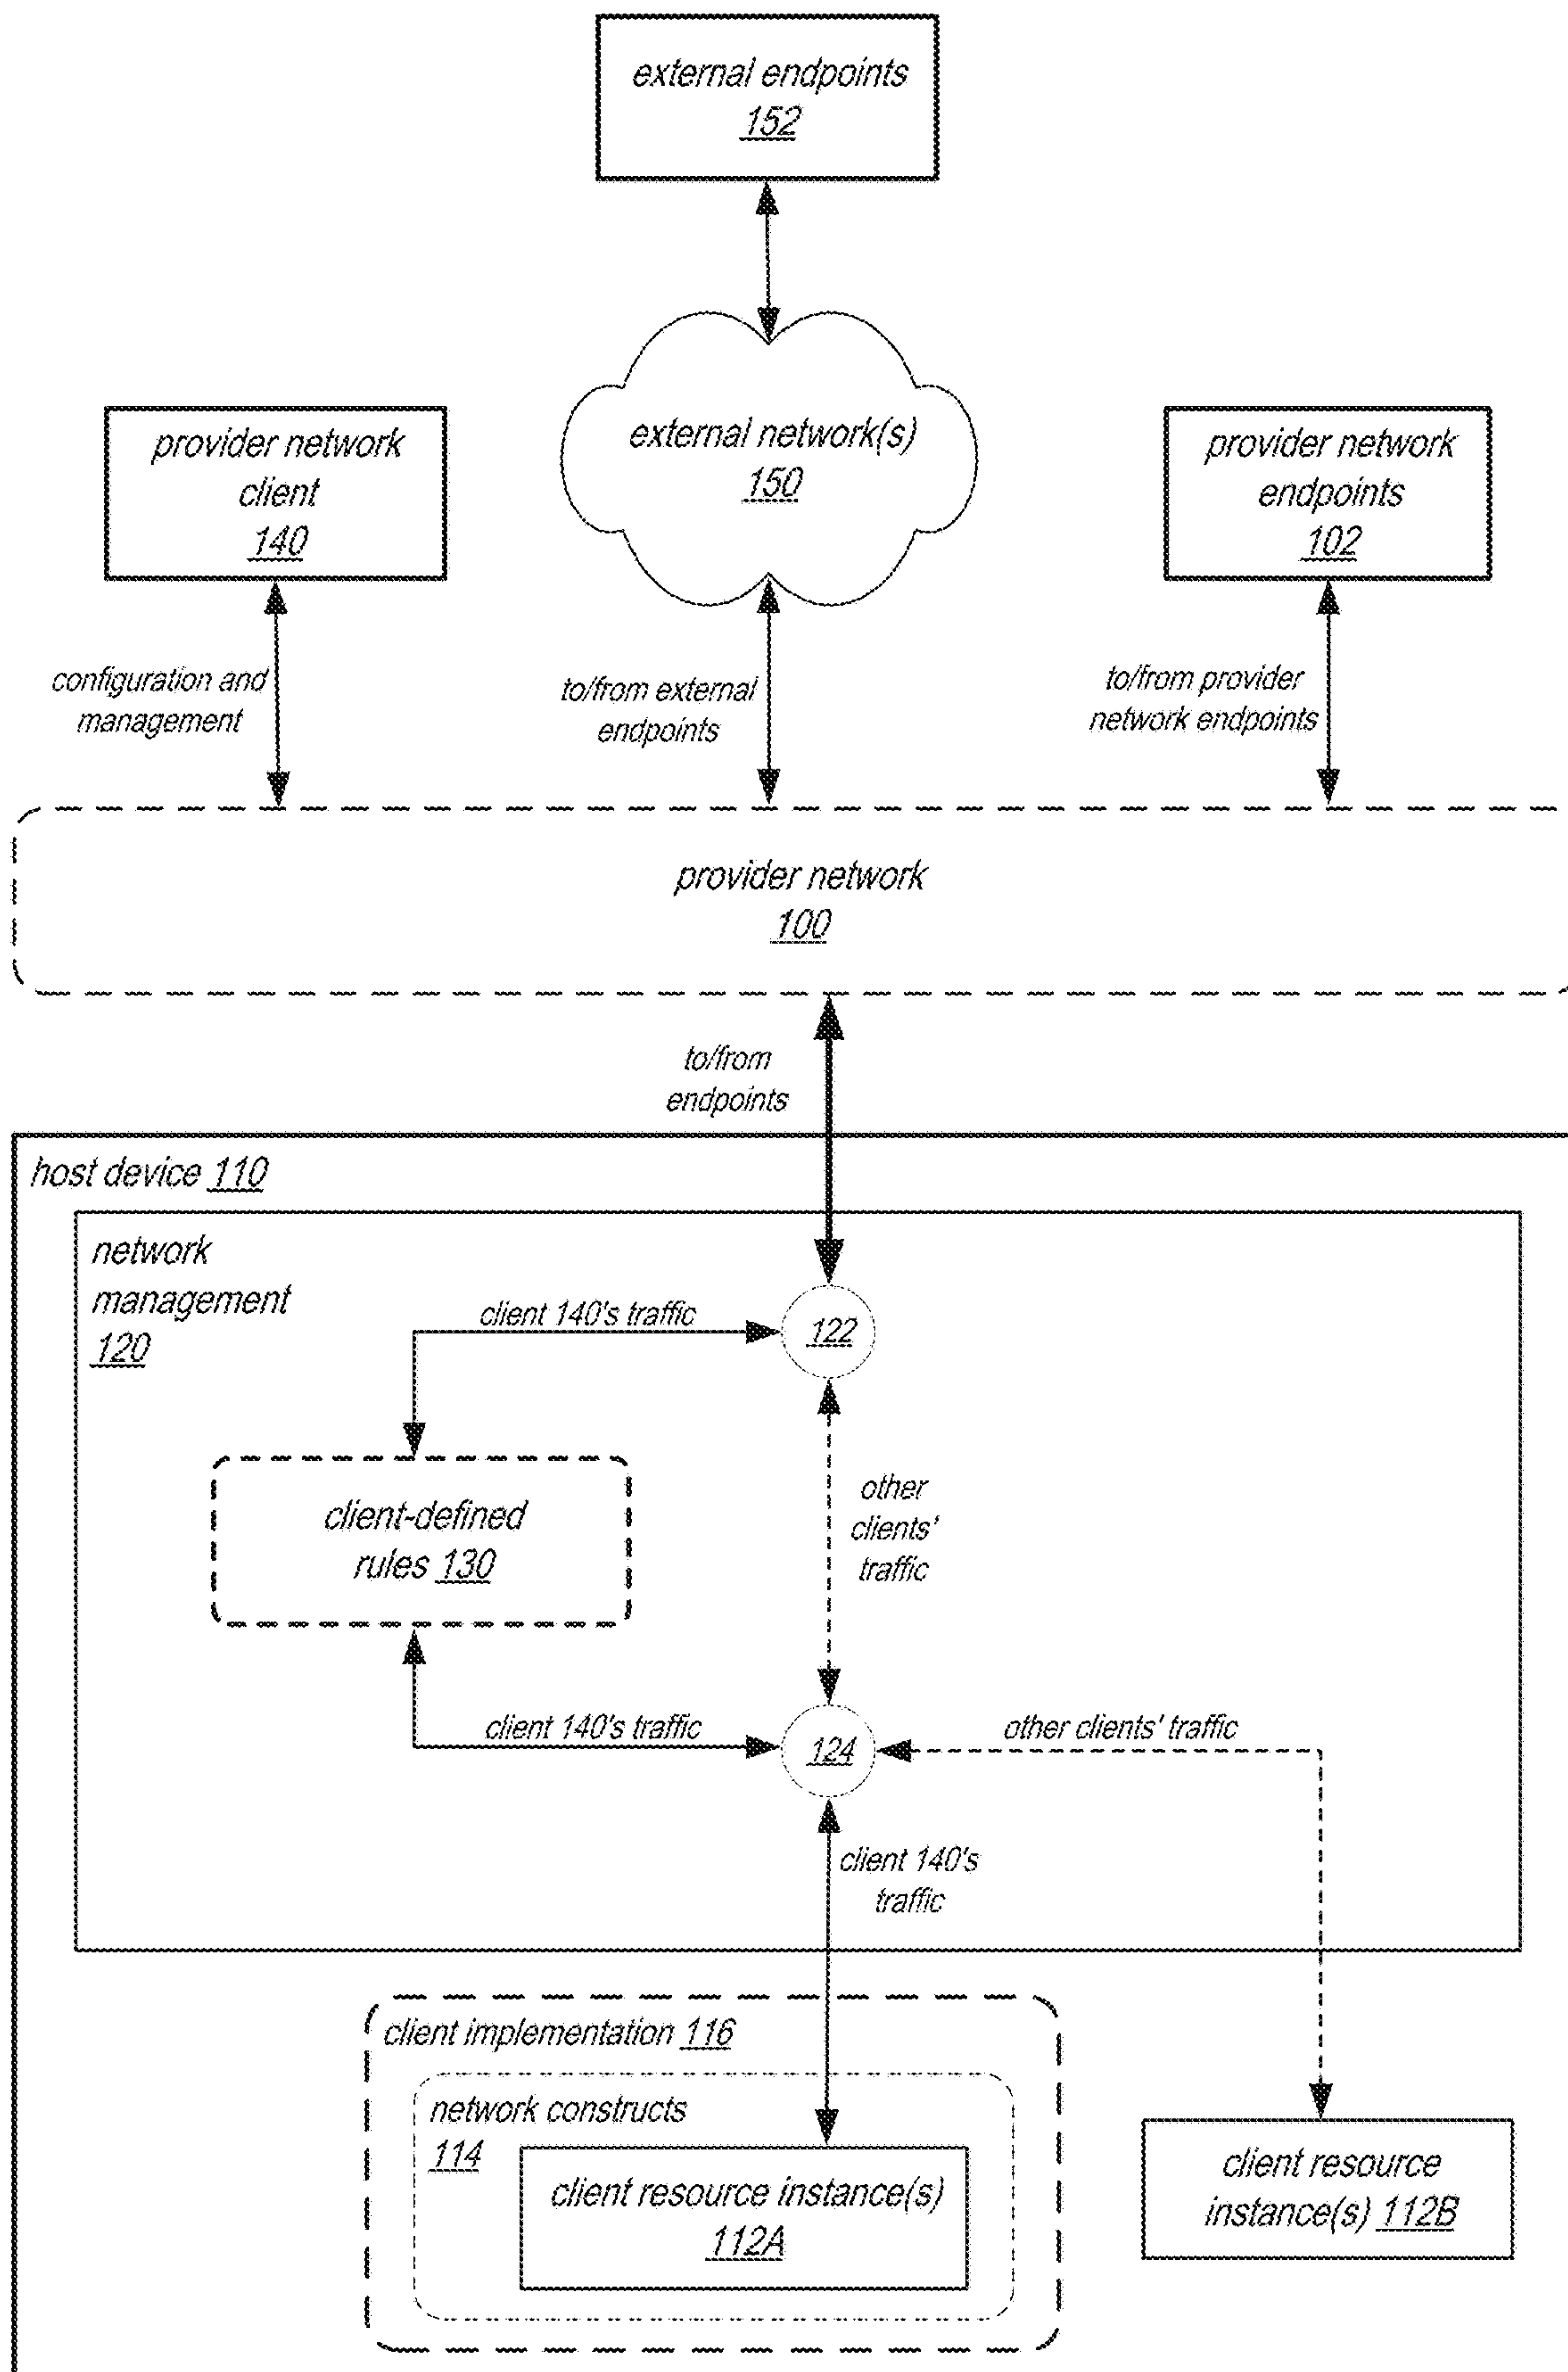 external endpoints
152
provider network
client
140
external network(s)
150
provider network
endpoints
102
configuration and
management
to/from external
endpoints
to/from provider
network endpoints
provider network
100
to/from
endpoints
host device 110
network
management
120
client 140's traffic
122
client-defined
rules 130
other
clients'
traffic
client 140's traffic
124
other clients' traffic
client 140's
traffic
client implementation 116
network constructs
114
client resource instance(s)
112A
client resource
instance(s) 112B